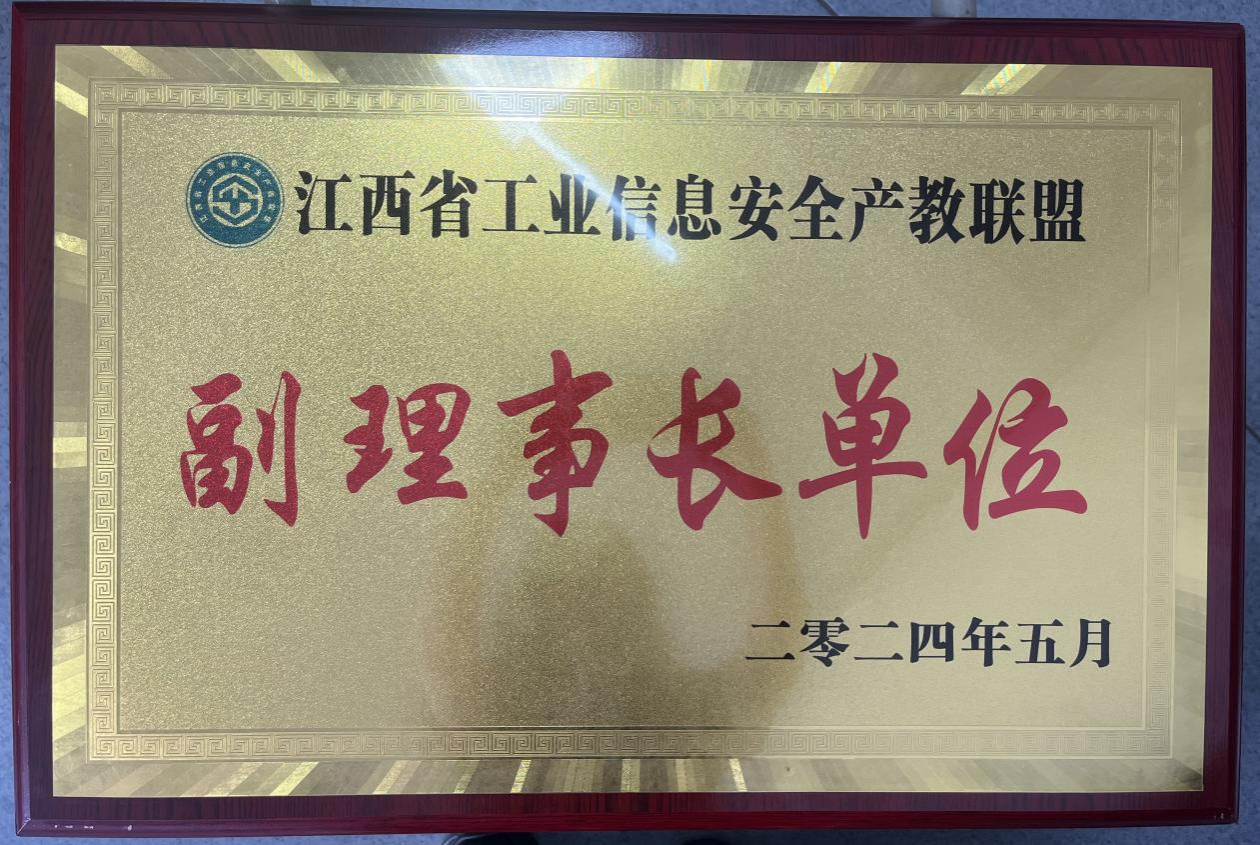 江西省工业信息安全产教联盟
副理事长单位
二零二四年五月